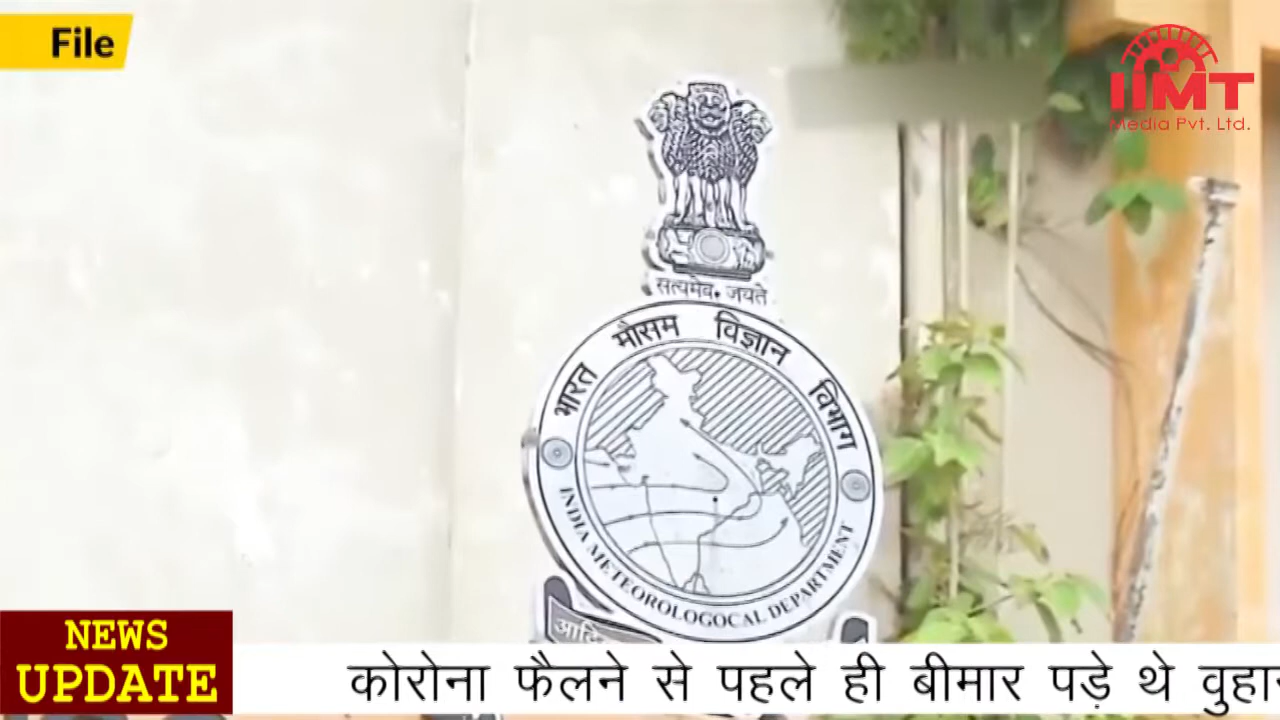 File
IIMT
Media Pvt. Ltd.
सत्यमेव जयते
भारत मौसम विज्ञान विभाग
INDIA METEOROLOGOCAL DEPARTMENT
NEWS
UPDATE
कोरोना फैलने से पहले ही बीमार पड़े थे